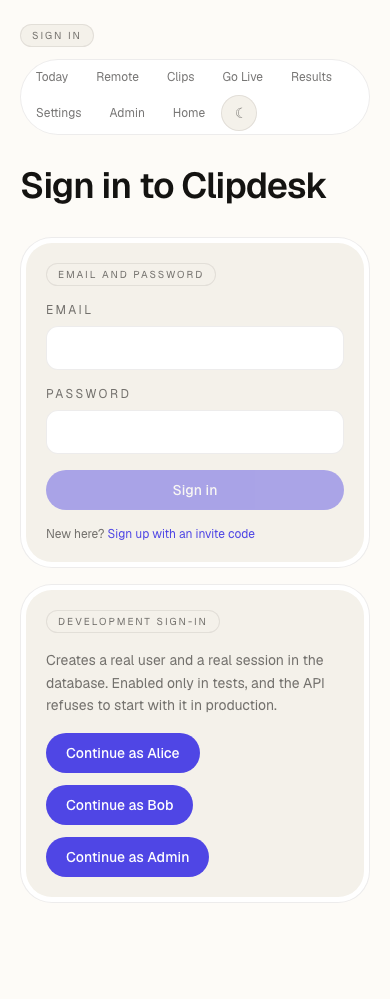 SIGN IN
Today Remote Clips Go Live Results
Settings Admin Home
Sign in to Clipdesk
EMAIL AND PASSWORD
EMAIL
PASSWORD
Sign in
New here? Sign up with an invite code
DEVELOPMENT SIGN-IN
Creates a real user and a real session in the
database. Enabled only in tests, and the API
refuses to start with it in production.
Continue as Alice
Continue as Bob
Continue as Admin